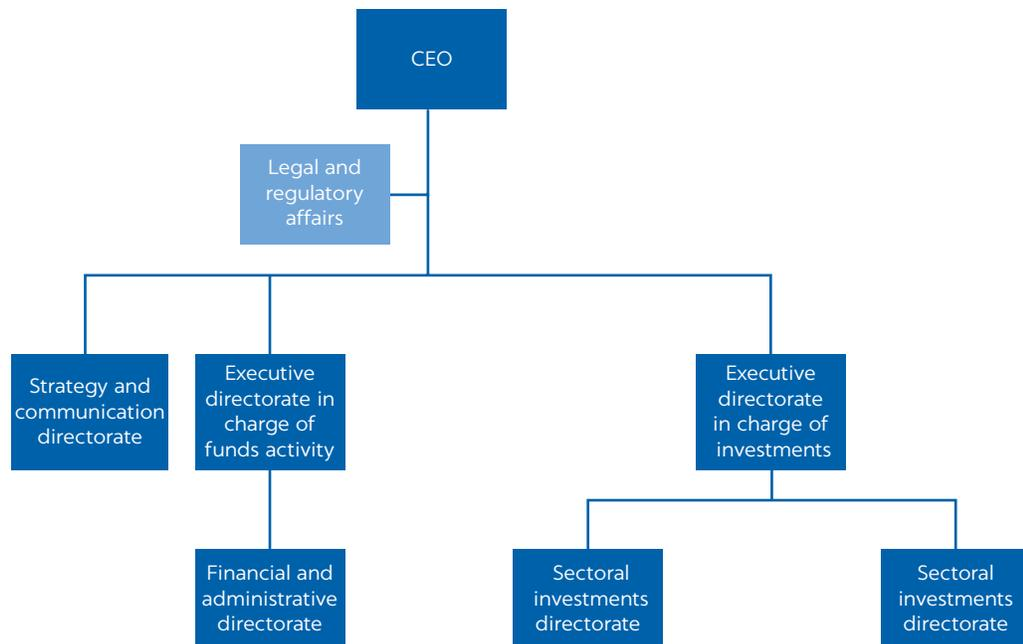 CEO
Legal and
regulatory
affairs
Strategy and
communication
directorate
Executive
directorate in
charge of
funds activity
Executive
directorate
in charge of
investments
Financial and
administrative
directorate
Sectoral
investments
directorate
Sectoral
investments
directorate